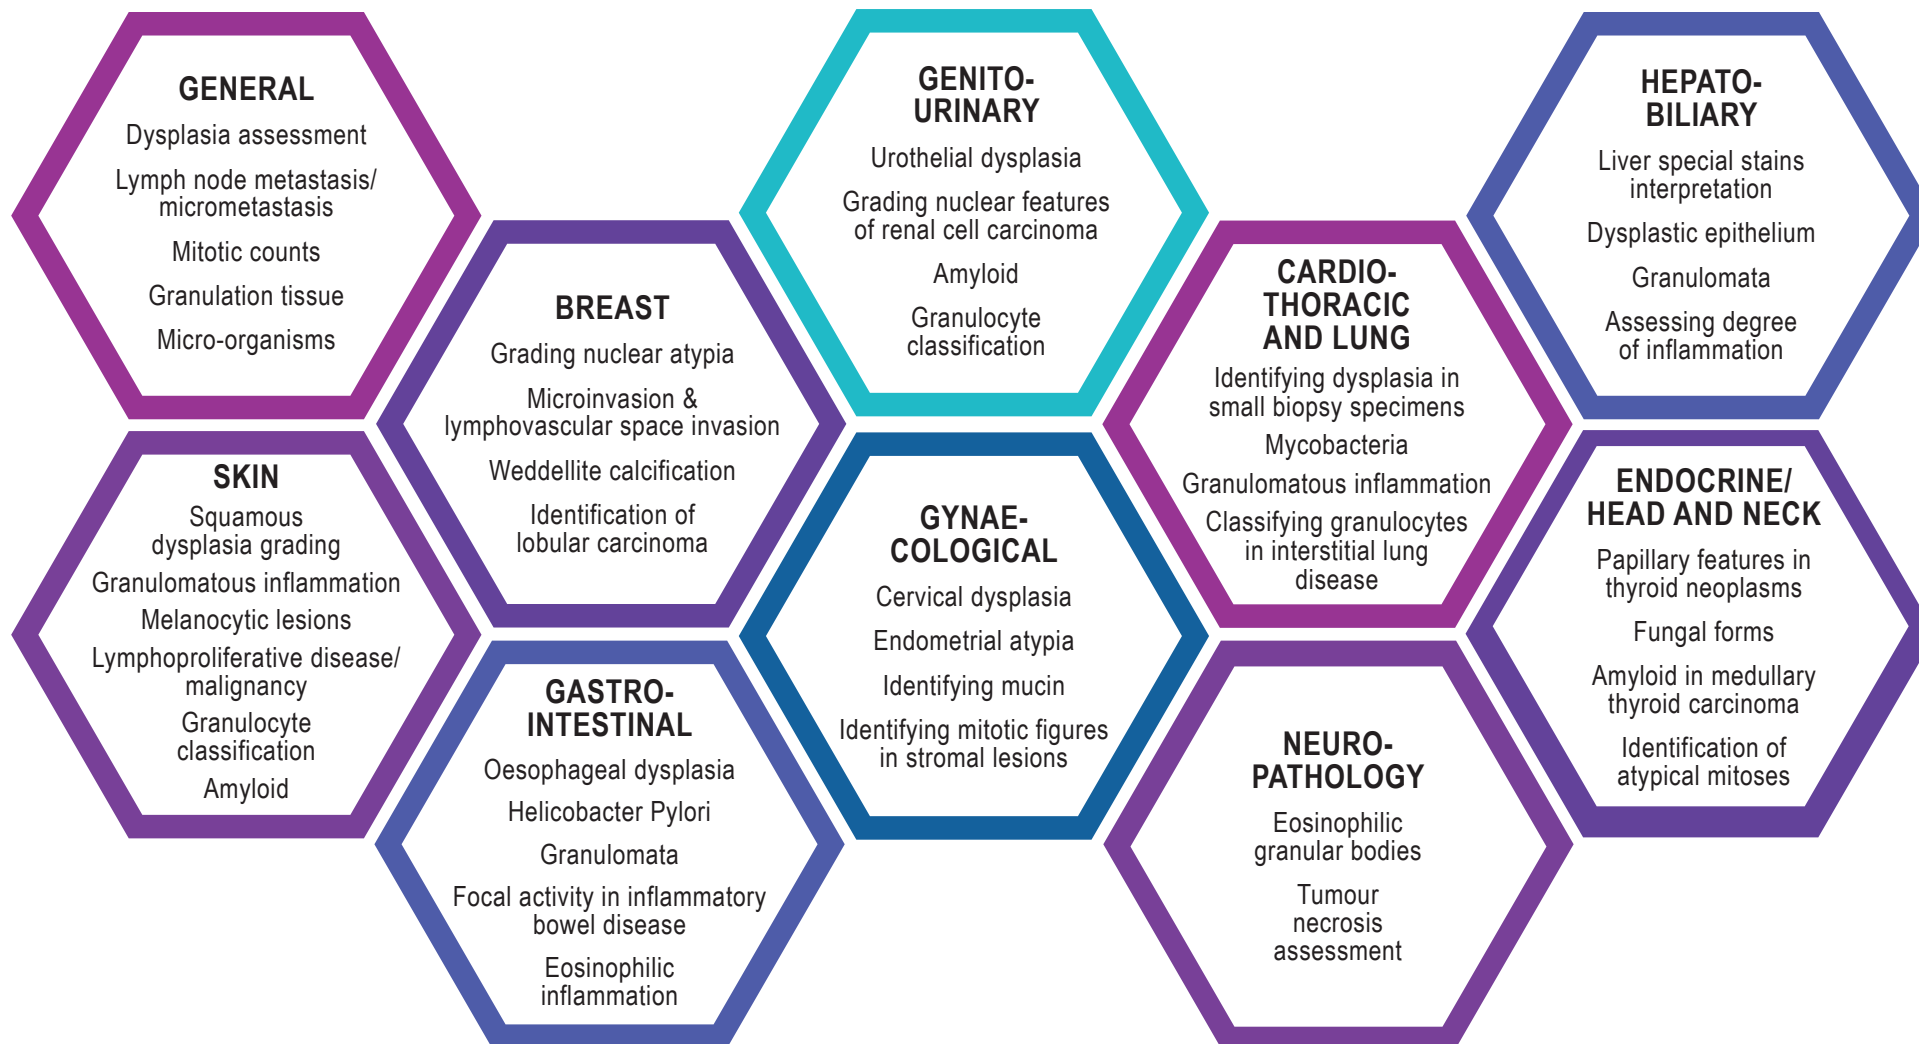 GENERAL
Dysplasia assessment
Lymph node metastasis/
micrometastasis
Mitotic counts
Granulation tissue
Micro-organisms
SKIN
Squamous
dysplasia grading
Granulomatous inflammation
Melanocytic lesions
Lymphoproliferative disease/
malignancy
Granulocyte
classification
Amyloid
BREAST
Grading nuclear atypia
Microinvasion &
lymphovascular space invasion
Weddellite calcification
Identification of
lobular carcinoma
GASTRO-
INTESTINAL
Oesophageal dysplasia
Helicobacter Pylori
Granulomata
Focal activity in inflammatory
bowel disease
Eosinophilic
inflammation
GENITO-
URINARY
Urothelial dysplasia
Grading nuclear features
of renal cell carcinoma
Amyloid
Granulocyte
classification
GYNAE-
COLOGICAL
Cervical dysplasia
Endometrial atypia
Identifying mucin
Identifying mitotic figures
in stromal lesions
CARDIO-
THORACIC
AND LUNG
Identifying dysplasia in
small biopsy specimens
Mycobacteria
Granulomatous inflammation
Classifying granulocytes
in interstitial lung
disease
NEURO-
PATHOLOGY
Eosinophilic
granular bodies
Tumour
necrosis
assessment
HEPATO-
BILIARY
Liver special stains
interpretation
Dysplastic epithelium
Granulomata
Assessing degree
of inflammation
ENDOCRINE/
HEAD AND NECK
Papillary features in
thyroid neoplasms
Fungal forms
Amyloid in medullary
thyroid carcinoma
Identification of
atypical mitoses